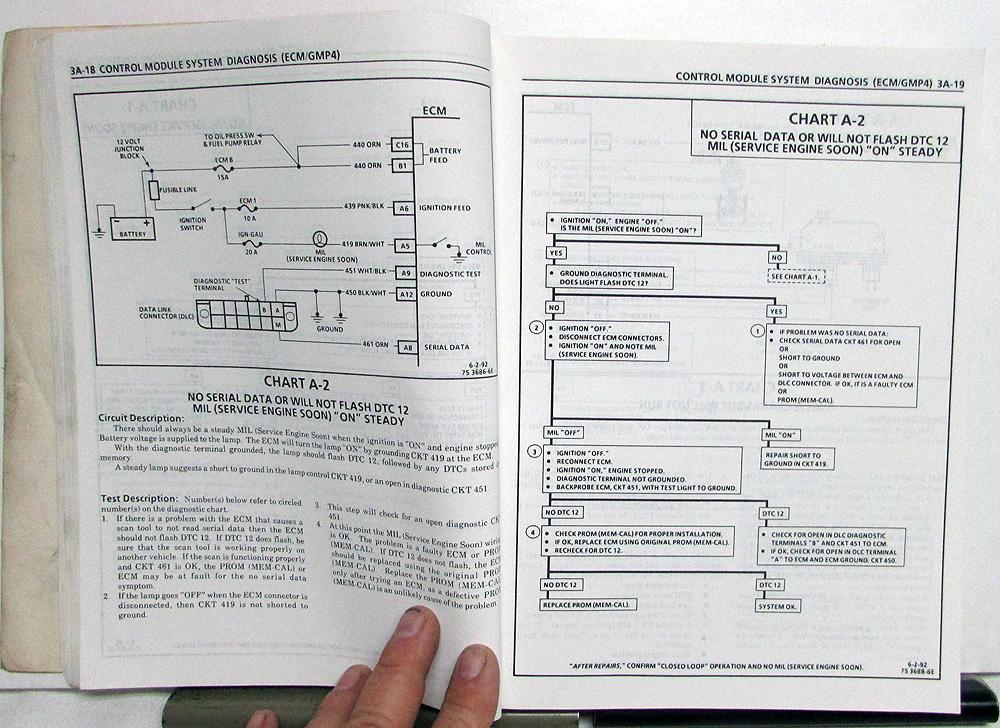 3A-18 CONTROL MODULE SYSTEM DIAGNOSIS (ECM/GMP4)
ECM
TO OIL PRESS SW
& FUEL PUMP RELAY
12 VOLT
JUNCTION
BLOCK
ECM B
15A
440 ORN
C16
440 ORN
B1
BATTERY
FEED
FUSIBLE LINK
BATTERY
IGNITION
SWITCH
ECM 1
10 A
439 PNK/BLK
A6
IGNITION FEED
IGN-GAU
20 A
MIL
(SERVICE ENGINE SOON)
419 BRN/WHT
A5
MIL
CONTROL
451 WHT/BLK
A9
DIAGNOSTIC TEST
DIAGNOSTIC "TEST"
TERMINAL
450 BLK/WHT
A12
GROUND
DATA LINK
CONNECTOR (DLC)
B A
M
GROUND
461 ORN
A8
SERIAL DATA
6-2-92
7S 3686-6E
CHART A-2
NO SERIAL DATA OR WILL NOT FLASH DTC 12
MIL (SERVICE ENGINE SOON) "ON" STEADY
Circuit Description:
There should always be a steady MIL (Service Engine Soon) when the ignition is "ON" and engine stopped.
Battery voltage is supplied to the lamp. The ECM will turn the lamp "ON" by grounding CKT 419 at the ECM.
With the diagnostic terminal grounded, the lamp should flash DTC 12, followed by any DTCs stored
memory.
A steady lamp suggests a short to ground in the lamp control CKT 419, or an open in diagnostic CKT 451.
Test Description: Number(s) below refer to circled
number(s) on the diagnostic chart.
1. If there is a problem with the ECM that causes a
scan tool to not read serial data then the ECM
should not flash DTC 12. If DTC 12 does flash, be
sure that the scan tool is working properly on
another vehicle. If the scan is functioning properly
and CKT 461 is OK, the PROM (MEM-CAL) or
ECM may be at fault for the no serial data
symptom.
2. If the lamp goes "OFF" when the ECM connector is
disconnected, then CKT 419 is not shorted to
ground.
3. This step will check for an open diagnostic
451.
4. At this point the MIL (Service Engine Soon)
is OK. The problem is a faulty ECM or
(MEM-CAL). If DTC 12 does not flash, the
should be replaced using the original
(MEM-CAL). Replace the PROM
only after trying an ECM, as a defective
(MEM-CAL) is an unlikely cause of the problem.
CONTROL MODULE SYSTEM DIAGNOSIS (ECM/GMP4) 3A-19
CHART A-2
NO SERIAL DATA OR WILL NOT FLASH DTC 12
MIL (SERVICE ENGINE SOON) "ON" STEADY
• IGNITION "ON," ENGINE "OFF."
IS THE MIL (SERVICE ENGINE SOON) "ON"?
YES
NO
SEE CHART A-1.
• GROUND DIAGNOSTIC TERMINAL.
DOES LIGHT FLASH DTC 12?
NO
YES
2
• IGNITION "OFF."
• DISCONNECT ECM CONNECTORS.
• IGNITION "ON" AND NOTE MIL
(SERVICE ENGINE SOON).
1
• IF PROBLEM WAS NO SERIAL DATA:
• CHECK SERIAL DATA CKT 461 FOR OPEN
OR
SHORT TO GROUND
OR
SHORT TO VOLTAGE BETWEEN ECM AND
DLC CONNECTOR. IF OK, IT IS A FAULTY ECM
OR
PROM (MEM-CAL).
MIL "OFF"
MIL "ON"
REPAIR SHORT TO
GROUND IN CKT 419.
3
• IGNITION "OFF."
• RECONNECT ECM.
• IGNITION "ON," ENGINE STOPPED.
• DIAGNOSTIC TERMINAL NOT GROUNDED.
• BACKPROBE ECM, CKT 451, WITH TEST LIGHT TO GROUND.
NO DTC 12
DTC 12
4
• CHECK PROM (MEM-CAL) FOR PROPER INSTALLATION.
• IF OK, REPLACE ECM USING ORIGINAL PROM (MEM-CAL).
• RECHECK FOR DTC 12.
• CHECK FOR OPEN IN DLC DIAGNOSTIC
TERMINALS "B" AND CKT 451 TO ECM.
• IF OK, CHECK FOR OPEN IN DLC TERMINAL
"A" TO ECM AND ECM GROUND, CKT 450.
NO DTC 12
DTC 12
REPLACE PROM (MEM-CAL).
SYSTEM OK.
"AFTER REPAIRS," CONFIRM "CLOSED LOOP" OPERATION AND NO MIL (SERVICE ENGINE SOON).
6-2-92
7S 3688-6E